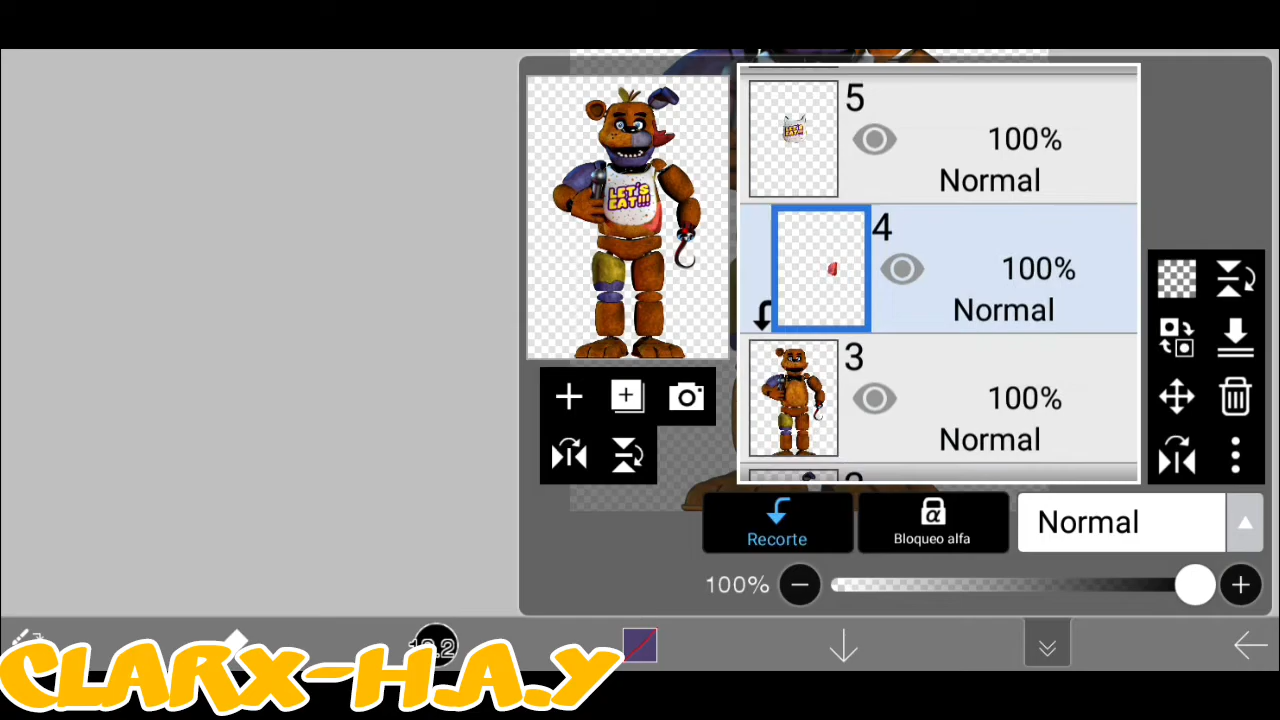 5
100%
Normal
4
100%
Normal
3
100%
Normal
LET'S
EAT!!!
Recorte
α
Bloqueo alfa
Normal
100%
CLARX-H.A.Y